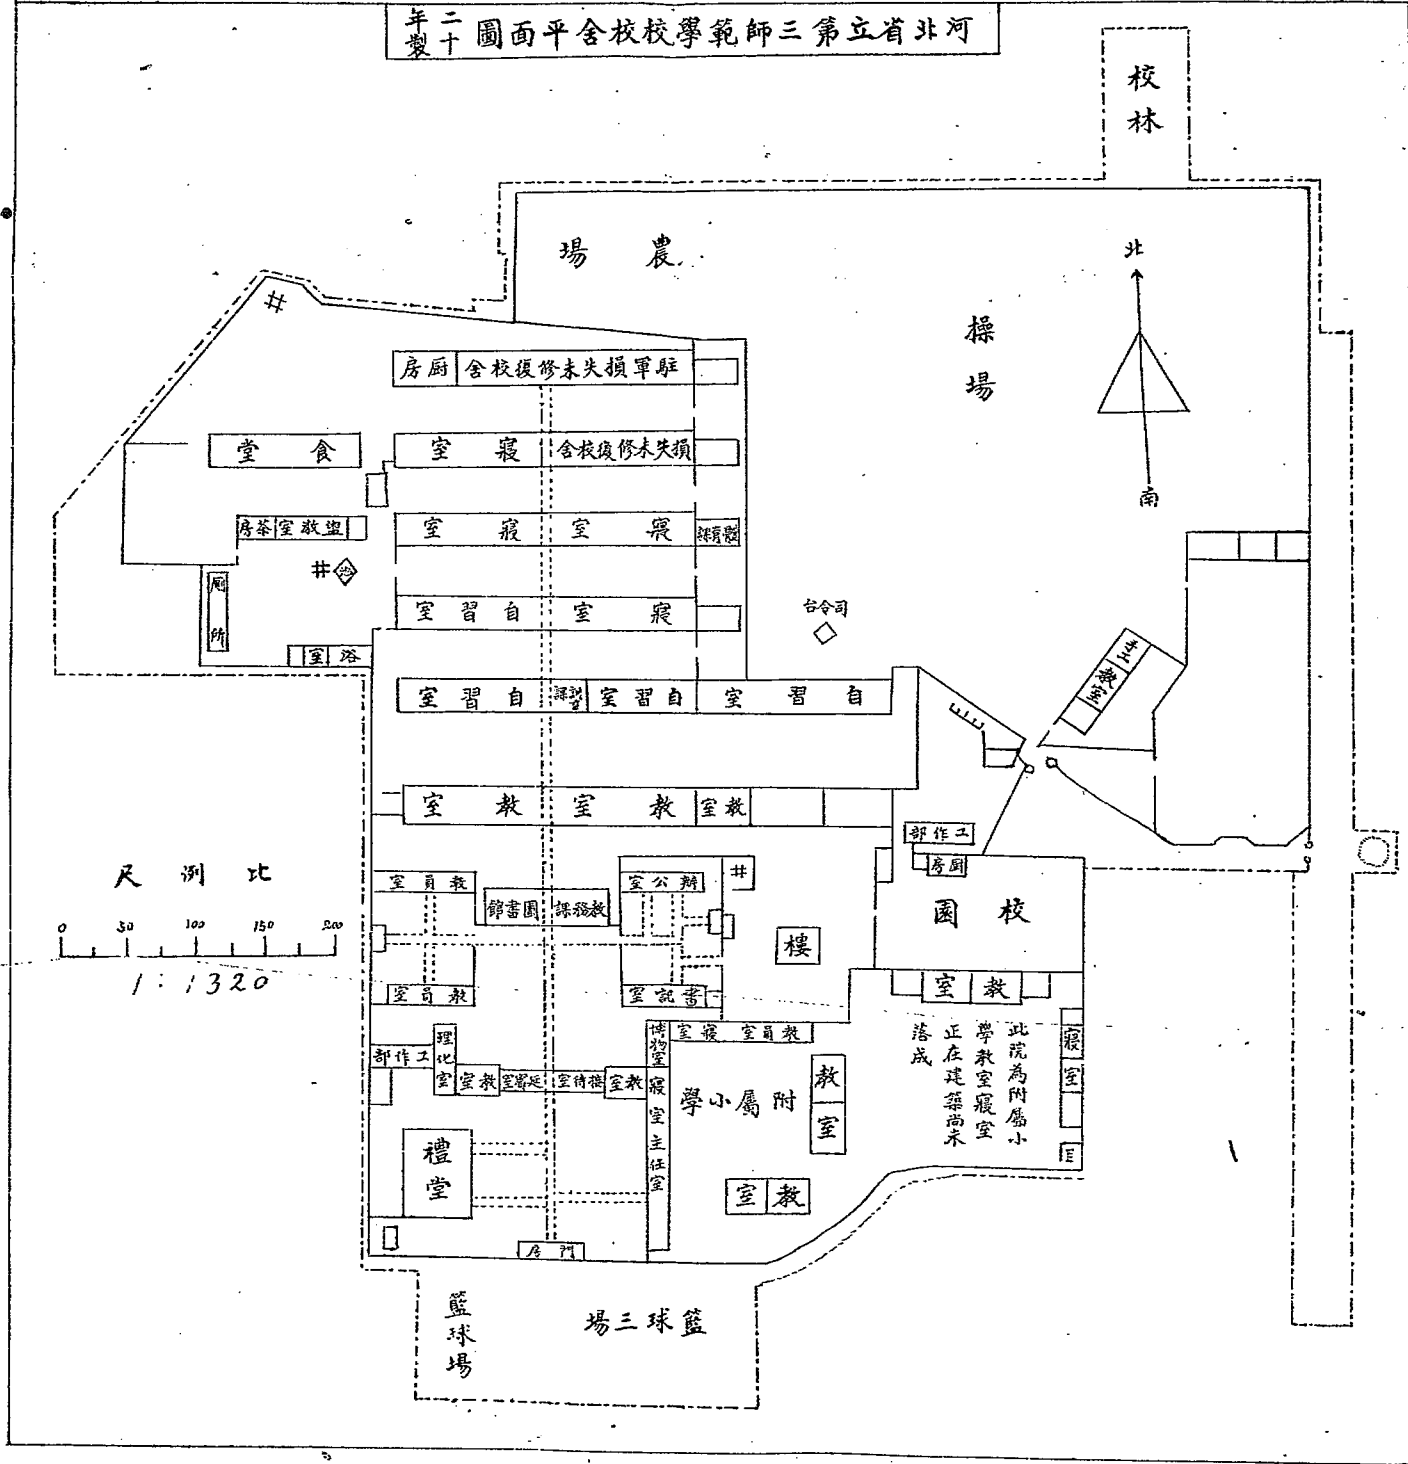 河北省立第三師範學校校舍平面圖
二十年製
校林
農場
北
操場
南
廚房
駐軍損失未修復校舍
食堂
寢室
損失未修復校舍
茶房
盥漱室
寢室
寢室
體育課
池
廁所
自習室
寢室
司令台
浴室
手工教室
自習室
自習室
自習室
教室
教室
教室
工作部
廚房
比例尺
0 50 100 150 200
1:1320
教員室
圖書館
教務課
辦公室
樓
校園
教員室
書記室
教室
理化室
工作部
教室
接待室
教室
博物室
寢室
主任室
教員室
寢室
附屬小學
教室
教室
寢室
此院為附屬小
學教室寢室
正在建築尚未
落成
禮堂
門房
籃球場
籃球三場